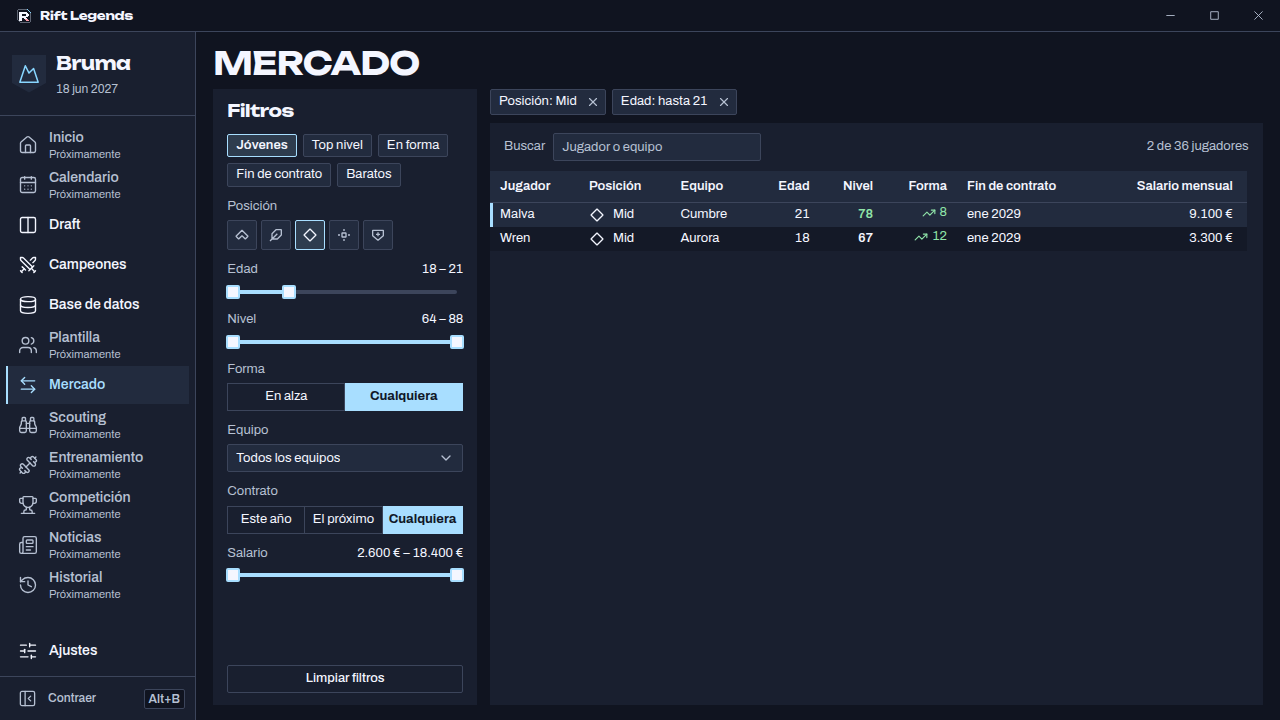 Rift Legends
Bruma
18 jun 2027
Inicio
Próximamente
Calendario
Próximamente
Draft
Campeones
Base de datos
Plantilla
Próximamente
Mercado
Scouting
Próximamente
Entrenamiento
Próximamente
Competición
Próximamente
Noticias
Próximamente
Historial
Próximamente
Ajustes
Contraer Alt+B
MERCADO
Filtros
Jóvenes Top nivel En forma
Fin de contrato Baratos
Posición
Edad 18 – 21
Nivel 64 – 88
Forma
En alza Cualquiera
Equipo
Todos los equipos
Contrato
Este año El próximo Cualquiera
Salario 2.600 € – 18.400 €
Limpiar filtros
Posición: Mid Edad: hasta 21
Buscar Jugador o equipo 2 de 36 jugadores
Jugador Posición Equipo Edad Nivel Forma Fin de contrato Salario mensual
Malva Mid Cumbre 21 78 8 ene 2029 9.100 €
Wren Mid Aurora 18 67 12 ene 2029 3.300 €